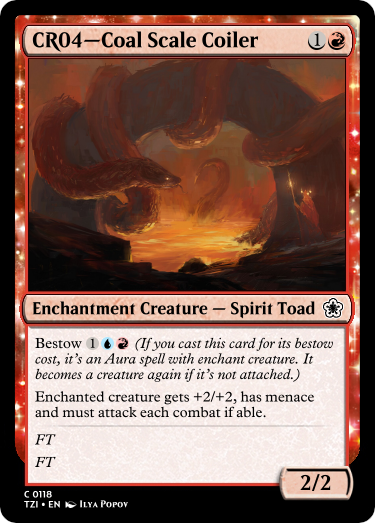 CR04—Coal Scale Coiler 1
Enchantment Creature — Spirit Toad
Bestow 1 (If you cast this card for its bestow
cost, it's an Aura spell with enchant creature. It
becomes a creature again if it's not attached.)
Enchanted creature gets +2/+2, has menace
and must attack each combat if able.
FT
FT
2/2
C 0118
TZI • EN Ilya Popov